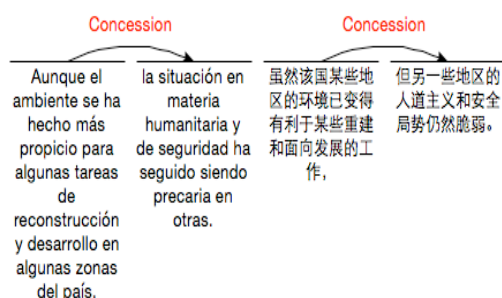 Concession
Aunque el
ambiente se ha
hecho más
propicio para
algunas tareas
de
reconstrucción
y desarrollo en
algunas zonas
del país,
la situación en
materia
humanitaria y
de seguridad ha
seguido siendo
precaria en
otras.
Concession
虽然该国某些地
区的环境已变得
有利于某些重建
和面向发展的工
作,
但另一些地区的
人道主义和安全
局势仍然脆弱。